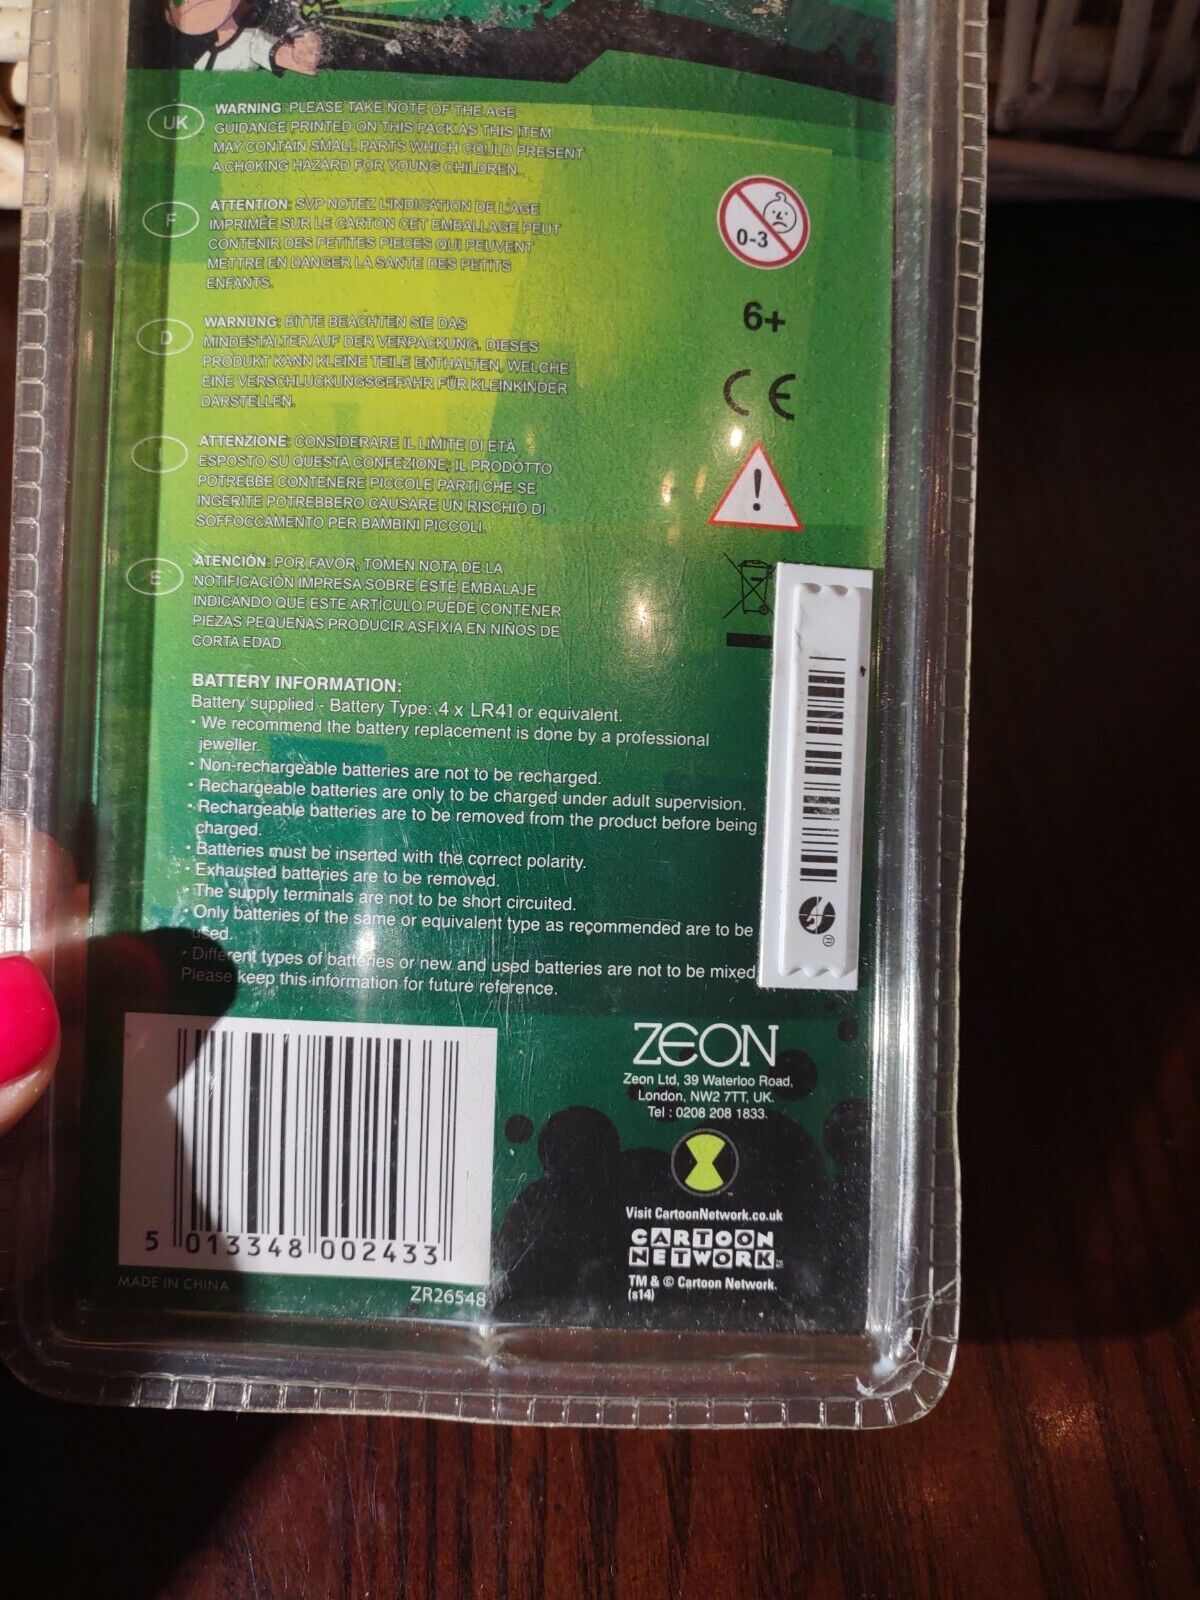 UK
WARNING: PLEASE TAKE NOTE OF THE AGE
GUIDANCE PRINTED ON THIS PACK AS THIS ITEM
MAY CONTAIN SMALL PARTS WHICH COULD PRESENT
A CHOKING HAZARD FOR YOUNG CHILDREN.
F
ATTENTION: SVP NOTEZ L'INDICATION DE L'AGE
IMPRIMÉE SUR LE CARTON CET EMBALLAGE PEUT
CONTENIR DES PETITES PIECES QUI PEUVENT
METTRE EN DANGER LA SANTE DES PETITS
ENFANTS.
D
WARNUNG: BITTE BEACHTEN SIE DAS
MINDESTALTER AUF DER VERPACKUNG. DIESES
PRODUKT KANN KLEINE TEILE ENTHALTEN, WELCHE
EINE VERSCHLUCKUNGSGEFAHR FÜR KLEINKINDER
DARSTELLEN.
I
ATTENZIONE: CONSIDERARE IL LIMITE DI ETÁ
ESPOSTO SU QUESTA CONFEZIONE; IL PRODOTTO
POTREBBE CONTENERE PICCOLE PARTI CHE SE
INGERITE POTREBBERO CAUSARE UN RISCHIO DI
SOFFOCCAMENTO PER BAMBINI PICCOLI.
E
ATENCIÓN: POR FAVOR, TOMEN NOTA DE LA
NOTIFICACIÓN IMPRESA SOBRE ESTE EMBALAJE
INDICANDO QUE ESTE ARTÍCULO PUEDE CONTENER
PIEZAS PEQUEÑAS PRODUCIR ASFIXIA EN NIÑOS DE
CORTA EDAD.
0-3
6+
CE
!
BATTERY INFORMATION:
Battery supplied - Battery Type: 4 x LR41 or equivalent.
• We recommend the battery replacement is done by a professional
jeweller.
• Non-rechargeable batteries are not to be recharged.
• Rechargeable batteries are only to be charged under adult supervision.
• Rechargeable batteries are to be removed from the product before being
charged.
• Batteries must be inserted with the correct polarity.
• Exhausted batteries are to be removed.
• The supply terminals are not to be short circuited.
• Only batteries of the same or equivalent type as recommended are to be
used.
• Different types of batteries or new and used batteries are not to be mixed
Please keep this information for future reference.
®
5 013348 002433
MADE IN CHINA
ZR26548
ZEON
Zeon Ltd, 39 Waterloo Road,
London, NW2 7TT, UK.
Tel : 0208 208 1833.
Visit CartoonNetwork.co.uk
CARTOON
NETWORK
TM & © Cartoon Network.
(s14)